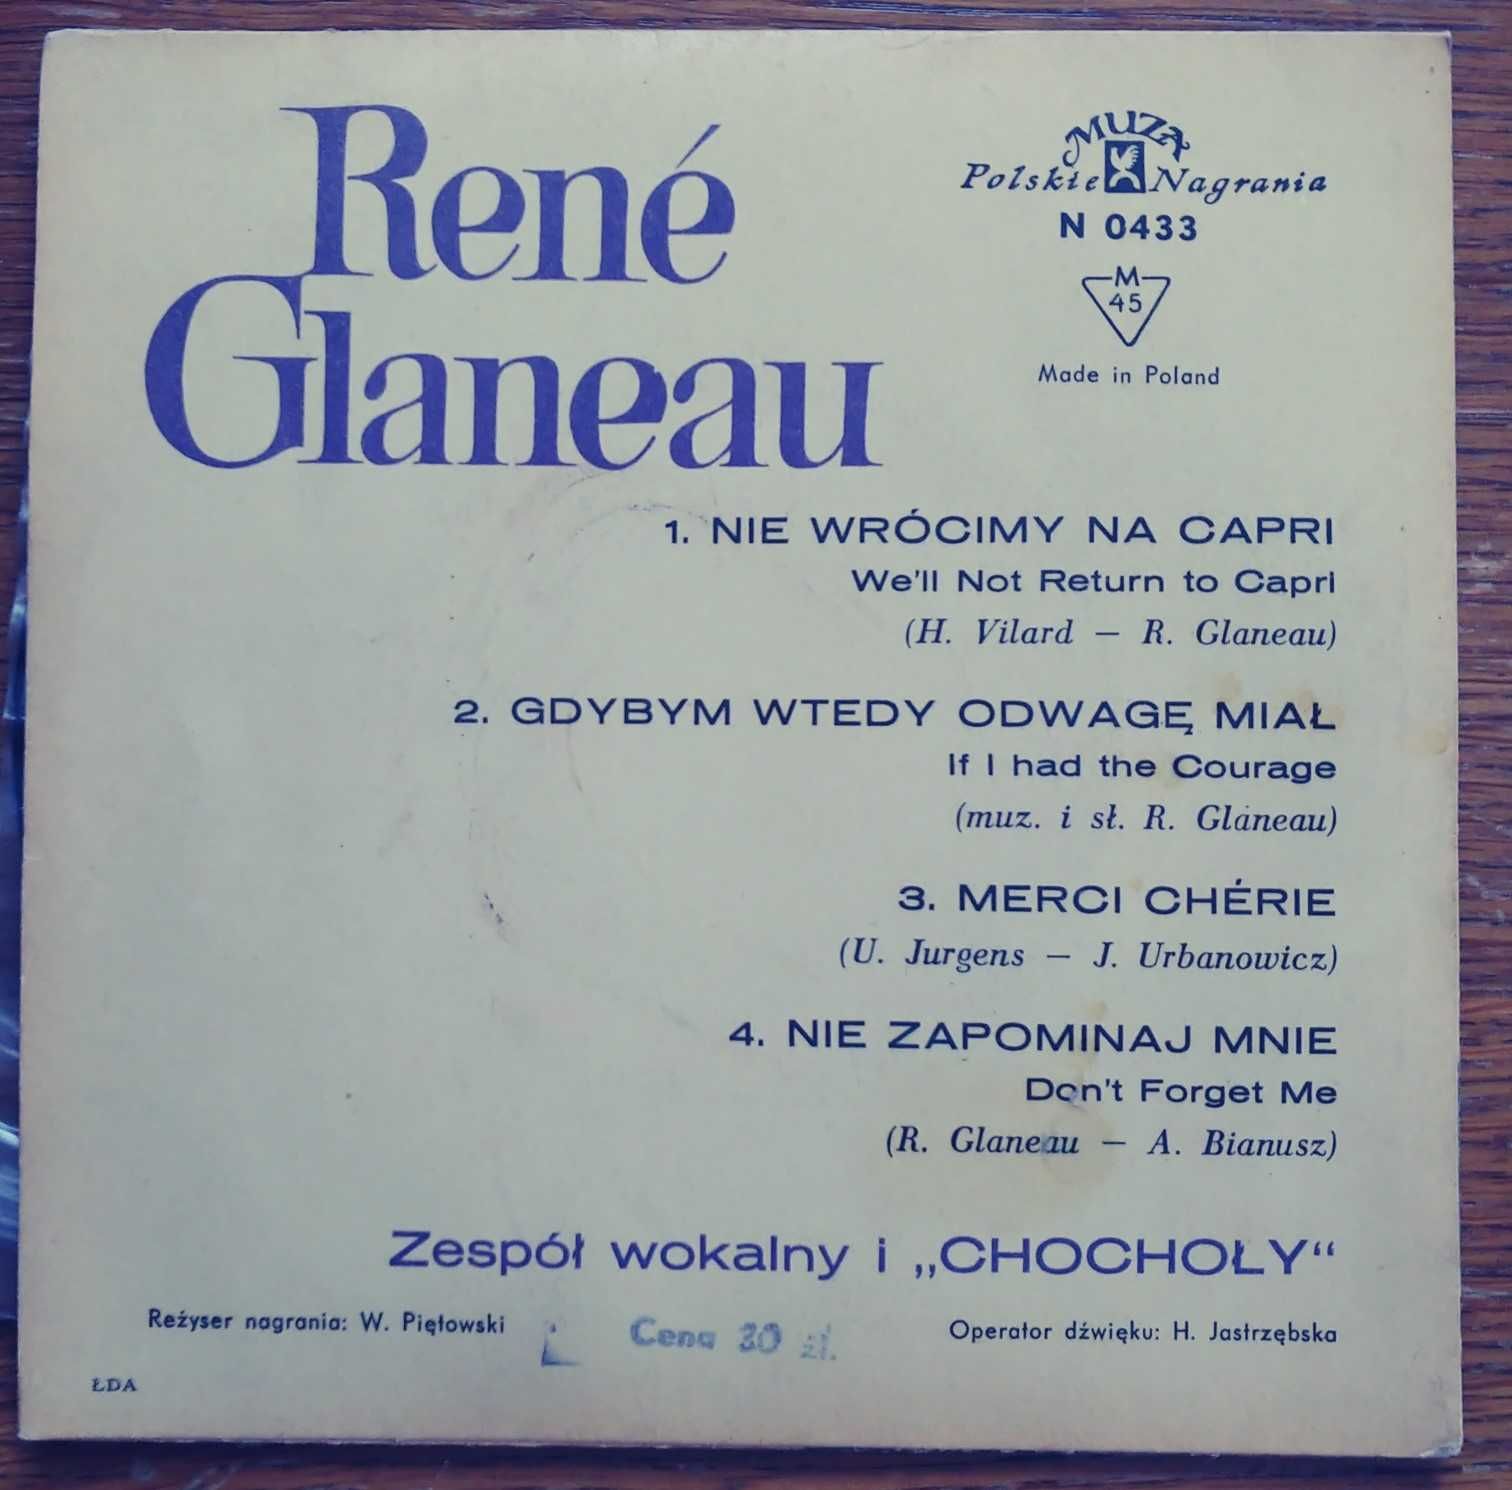 René
Glaneau
MUZA
Polskie Nagrania
N 0433
M
45
Made in Poland
1. NIE WRÓCIMY NA CAPRI
We'll Not Return to Capri
(H. Vilard — R. Glaneau)
2. GDYBYM WTEDY ODWAGĘ MIAŁ
If I had the Courage
(muz. i sł. R. Glaneau)
3. MERCI CHÉRIE
(U. Jurgens — J. Urbanowicz)
4. NIE ZAPOMINAJ MNIE
Don't Forget Me
(R. Glaneau — A. Bianusz)
Zespół wokalny i „CHOCHOŁY“
Reżyser nagrania: W. Piętowski
Cena 30 zł.
Operator dźwięku: H. Jastrzębska
ŁDA